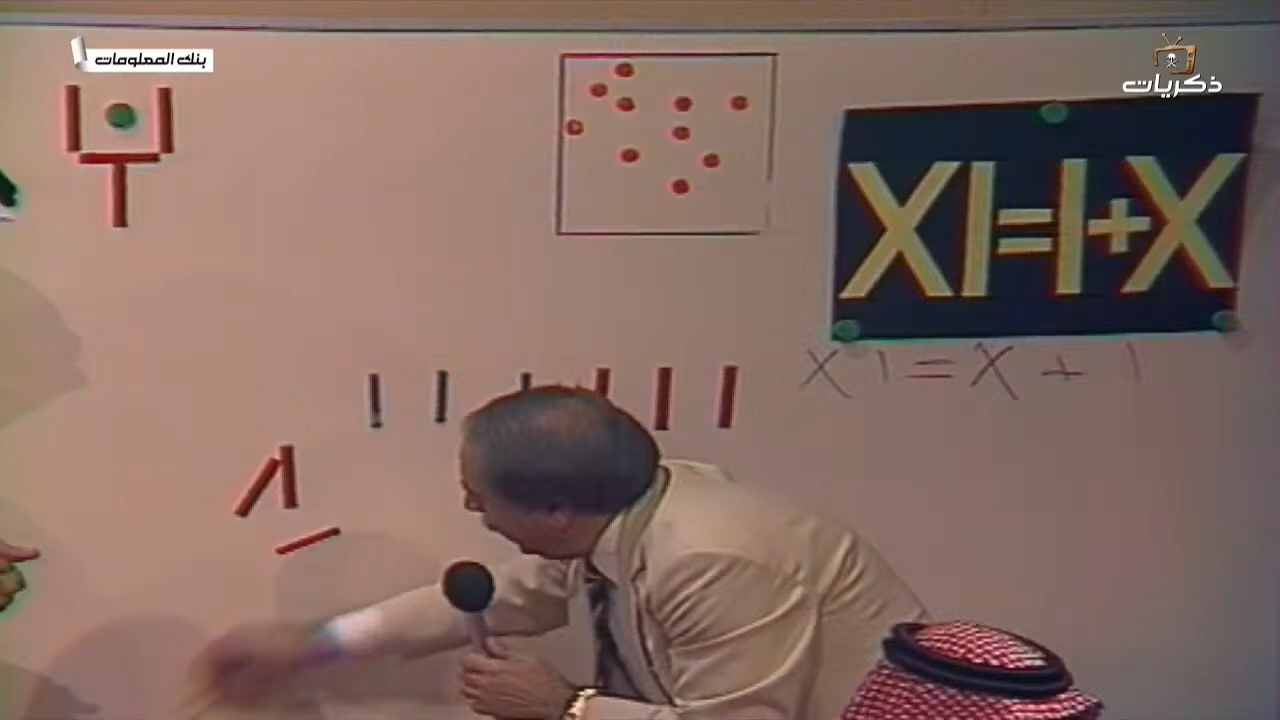 بنك المعلومات
ذكريات
XI=I+X
X1=X+1